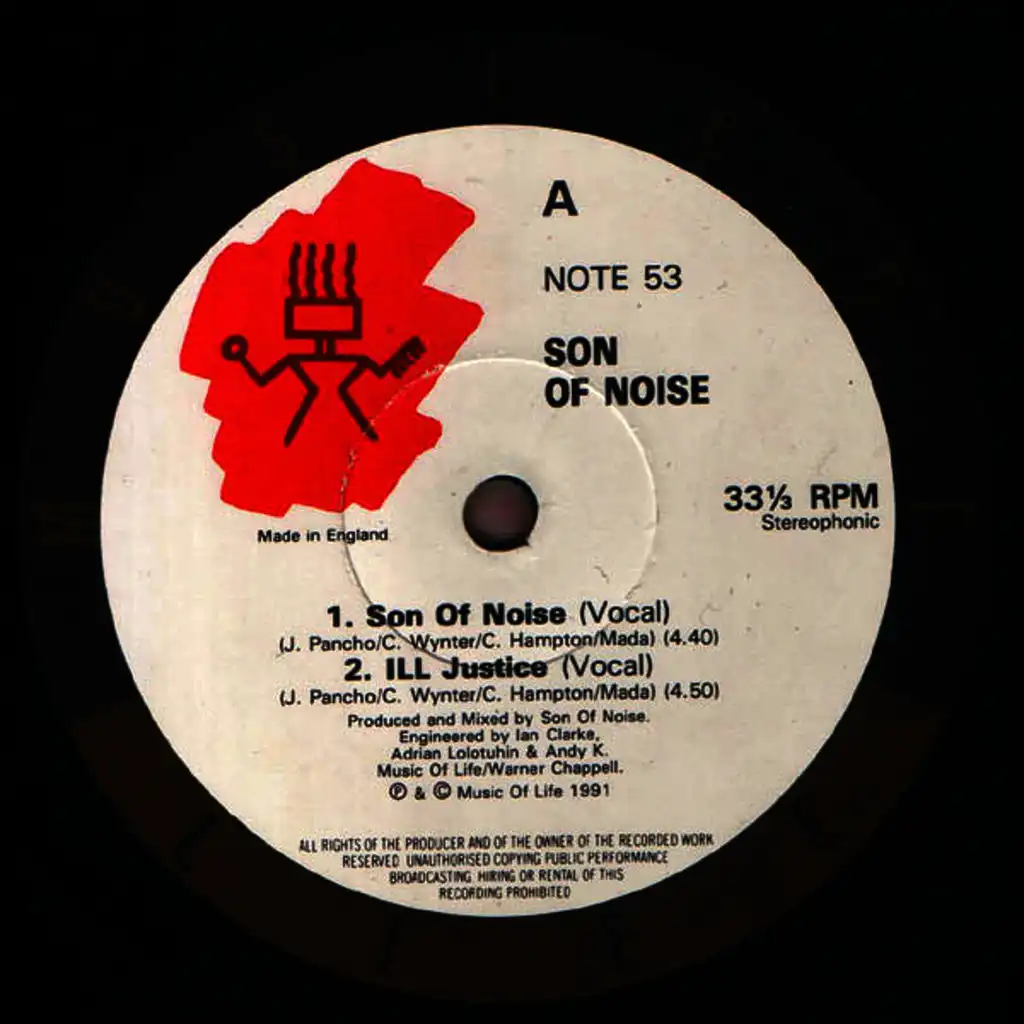 A
NOTE 53
SON
OF NOISE
33⅓ RPM
Stereophonic
Made in England
1. Son Of Noise (Vocal)
(J. Pancho/C. Wynter/C. Hampton/Mada) (4.40)
2. ILL Justice (Vocal)
(J. Pancho/C. Wynter/C. Hampton/Mada) (4.50)
Produced and Mixed by Son Of Noise.
Engineered by Ian Clarke,
Adrian Lolotuhin & Andy K.
Music Of Life/Warner Chappell.
℗ & © Music Of Life 1991
ALL RIGHTS OF THE PRODUCER AND OF THE OWNER OF THE RECORDED WORK
RESERVED UNAUTHORISED COPYING PUBLIC PERFORMANCE
BROADCASTING HIRING OR RENTAL OF THIS
RECORDING PROHIBITED